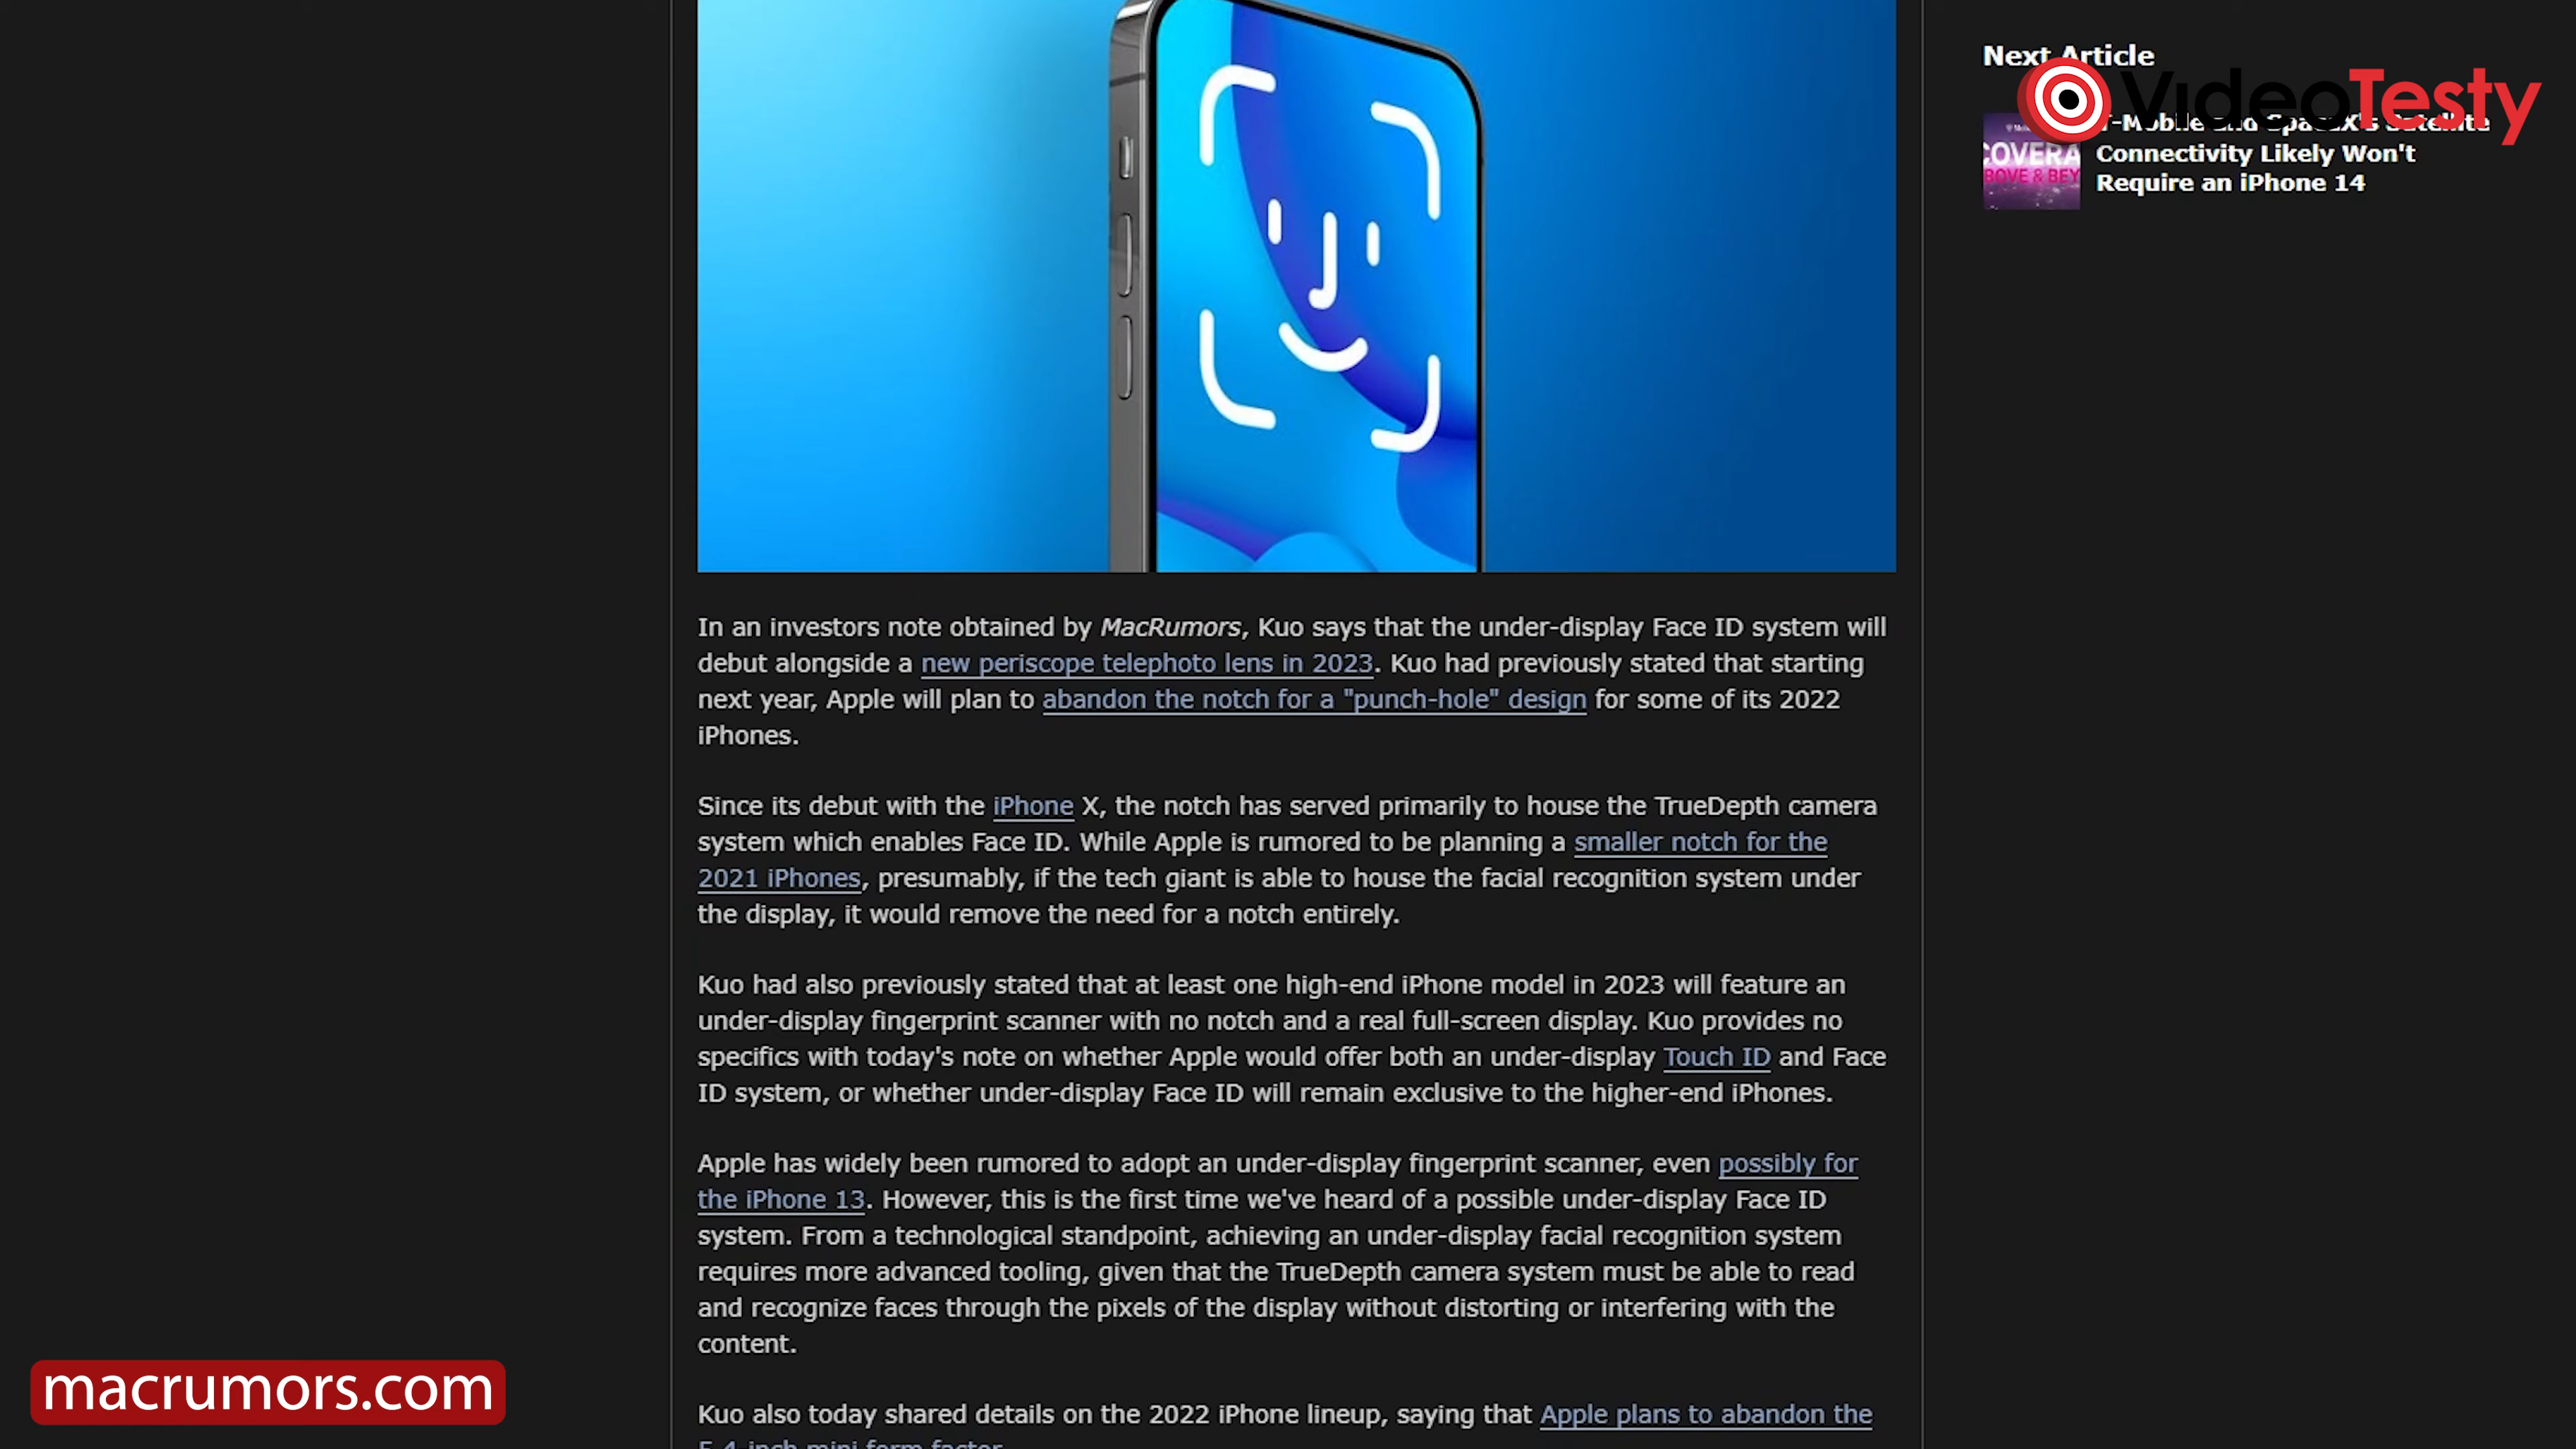 Next Article
VideoTesty
T-Mobile and SpaceX's Satellite
Connectivity Likely Won't
Require an iPhone 14
COVERA
BOVE & BEY
In an investors note obtained by MacRumors, Kuo says that the under-display Face ID system will
debut alongside a new periscope telephoto lens in 2023. Kuo had previously stated that starting
next year, Apple will plan to abandon the notch for a "punch-hole" design for some of its 2022
iPhones.
Since its debut with the iPhone X, the notch has served primarily to house the TrueDepth camera
system which enables Face ID. While Apple is rumored to be planning a smaller notch for the
2021 iPhones, presumably, if the tech giant is able to house the facial recognition system under
the display, it would remove the need for a notch entirely.
Kuo had also previously stated that at least one high-end iPhone model in 2023 will feature an
under-display fingerprint scanner with no notch and a real full-screen display. Kuo provides no
specifics with today's note on whether Apple would offer both an under-display Touch ID and Face
ID system, or whether under-display Face ID will remain exclusive to the higher-end iPhones.
Apple has widely been rumored to adopt an under-display fingerprint scanner, even possibly for
the iPhone 13. However, this is the first time we've heard of a possible under-display Face ID
system. From a technological standpoint, achieving an under-display facial recognition system
requires more advanced tooling, given that the TrueDepth camera system must be able to read
and recognize faces through the pixels of the display without distorting or interfering with the
content.
Kuo also today shared details on the 2022 iPhone lineup, saying that Apple plans to abandon the
5.4-inch mini form factor
macrumors.com